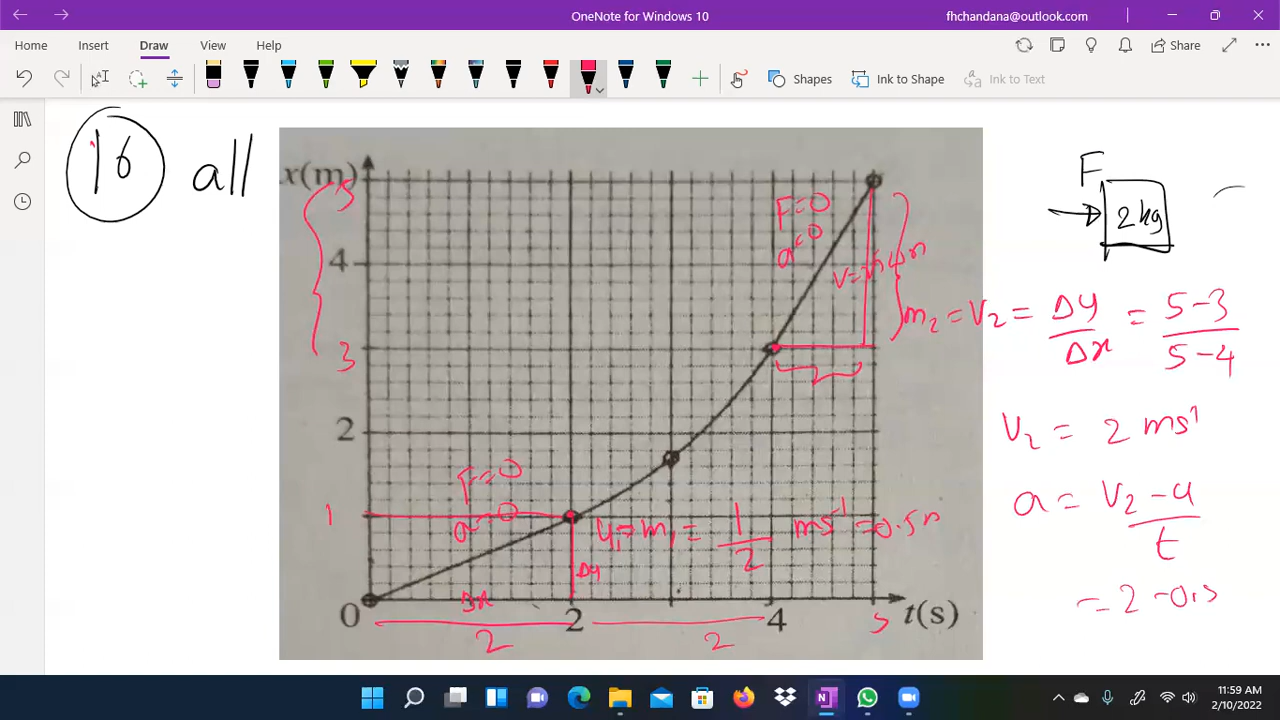 OneNote for Windows 10
fhchandana@outlook.com
Home Insert Draw View Help
Share
Shapes
Ink to Shape
Ink to Text
16 all
x(m)
5
4
3
2
1
0
2
4
5
t(s)
F=0
a=0
F=0
a=0
u₁=m₁ = 1/2 ms⁻¹ =0.5m
Δy
Δx
2
2
F
2kg
m₂ = V₂ = Δy/Δx = 5-3/5-4
V₂ = 2 ms⁻¹
a = V₂-u/t
= 2-0.5
11:59 AM
2/10/2022